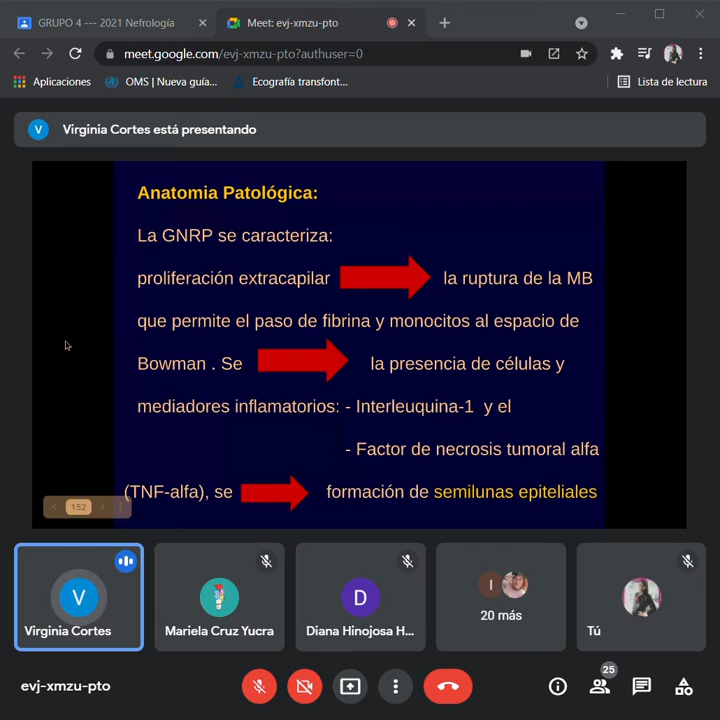 GRUPO 4 --- 2021 Nefrología
Meet: evj-xmzu-pto
meet.google.com/evj-xmzu-pto?authuser=0
Aplicaciones
OMS | Nueva guía...
Ecografía transfont...
Lista de lectura
V
Virginia Cortes está presentando
Anatomia Patológica:
La GNRP se caracteriza:
proliferación extracapilar la ruptura de la MB
que permite el paso de fibrina y monocitos al espacio de
Bowman . Se la presencia de células y
mediadores inflamatorios: - Interleuquina-1 y el
- Factor de necrosis tumoral alfa
(TNF-alfa), se formación de semilunas epiteliales
152
V
Virginia Cortes
Mariela Cruz Yucra
D
Diana Hinojosa H...
I
20 más
Tú
evj-xmzu-pto
25